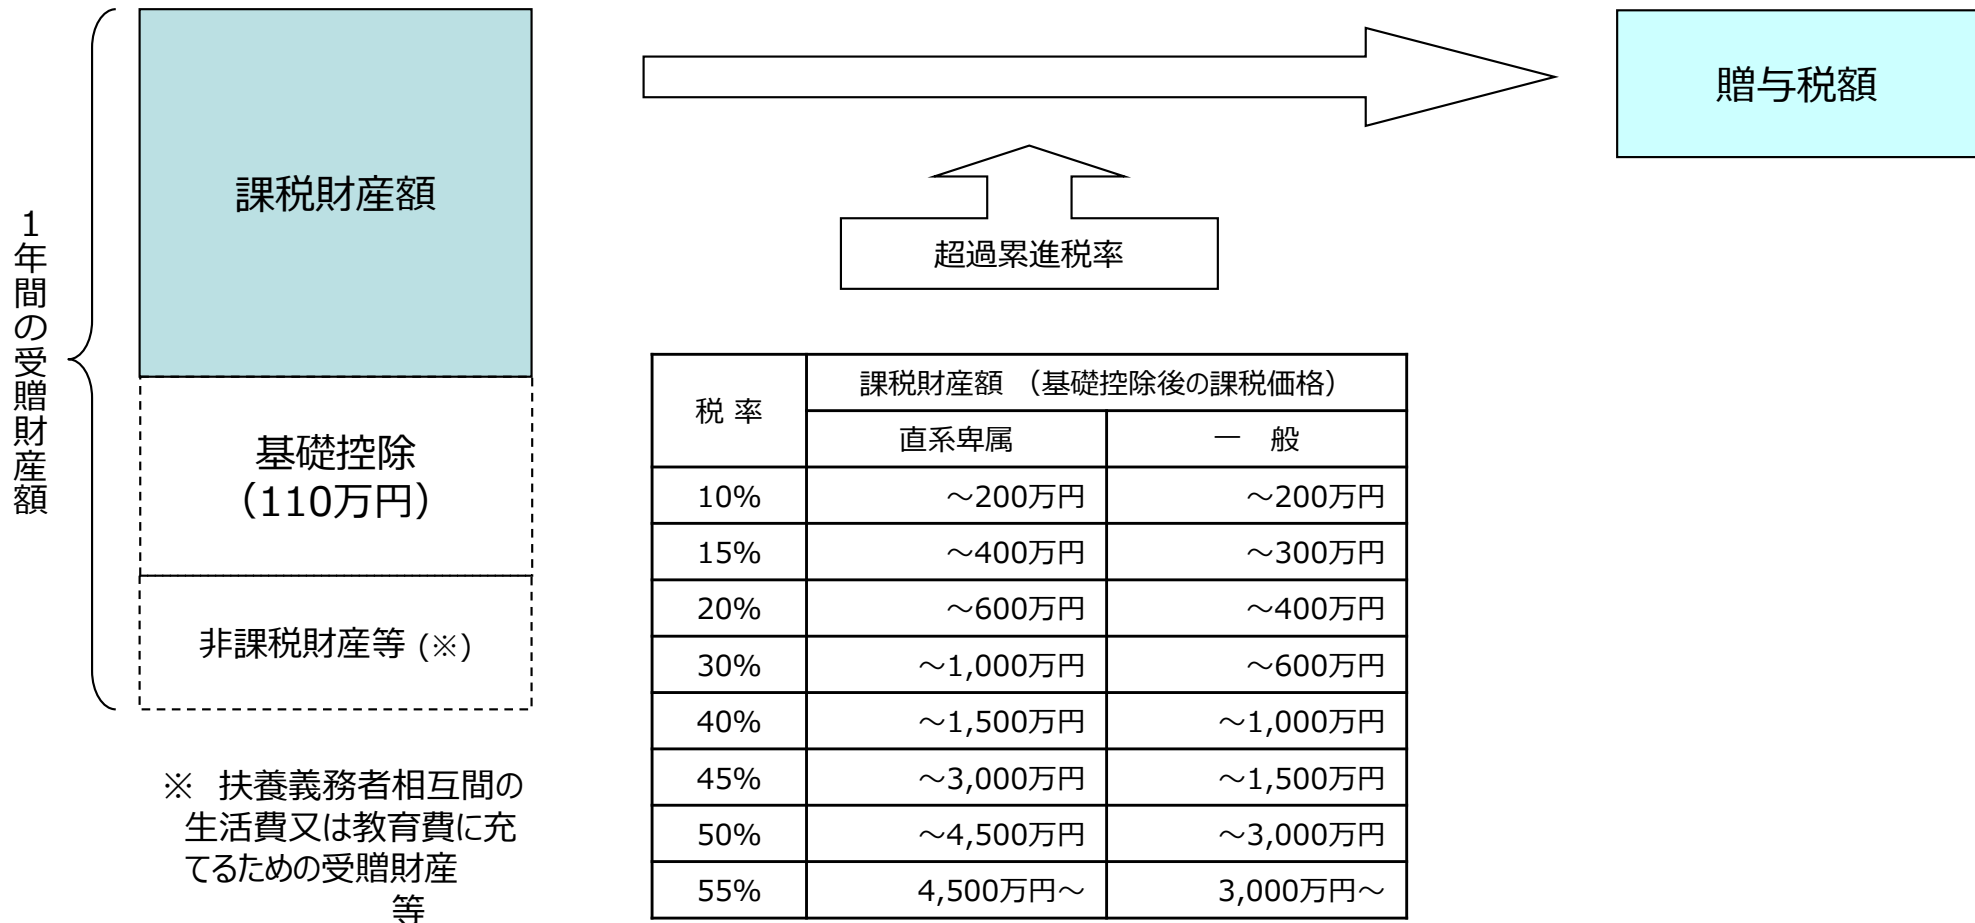 1年間の受贈財産額
課税財産額
基礎控除
（110万円）
非課税財産等 (※)
※　扶養義務者相互間の
生活費又は教育費に充
てるための受贈財産
等
超過累進税率
贈与税額
税 率
課税財産額 （基礎控除後の課税価格）
直系卑属　一　般
10%　～200万円　～200万円
15%　～400万円　～300万円
20%　～600万円　～400万円
30%　～1,000万円　～600万円
40%　～1,500万円　～1,000万円
45%　～3,000万円　～1,500万円
50%　～4,500万円　～3,000万円
55%　4,500万円～　3,000万円～